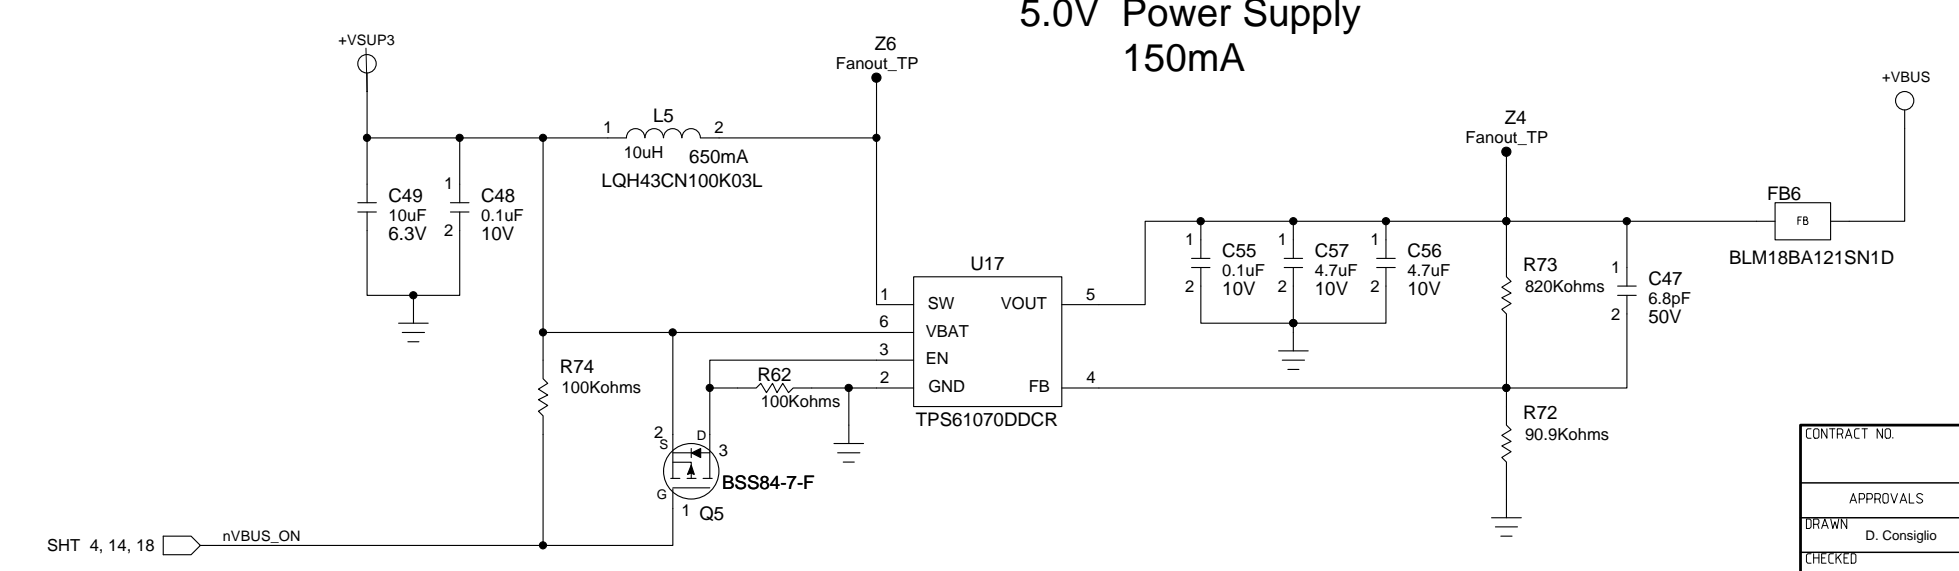 5.0V Power Supply
150mA
+VSUP3
Z6
Fanout_TP
+VBUS
L5
1
2
10uH
650mA
LQH43CN100K03L
Z4
Fanout_TP
C49
10uF
6.3V
1
C48
0.1uF
2
10V
FB6
FB
BLM18BA121SN1D
U17
1
C55
0.1uF
2
10V
1
C57
4.7uF
2
10V
1
C56
4.7uF
2
10V
R73
820Kohms
1
C47
6.8pF
2
50V
1
SW
VOUT
5
6
VBAT
3
EN
2
GND
FB
4
TPS61070DDCR
R74
100Kohms
R62
100Kohms
R72
90.9Kohms
2
S
D
3
G
BSS84-7-F
1
Q5
SHT 4, 14, 18
nVBUS_ON
CONTRACT NO.
APPROVALS
DRAWN
D. Consiglio
CHECKED